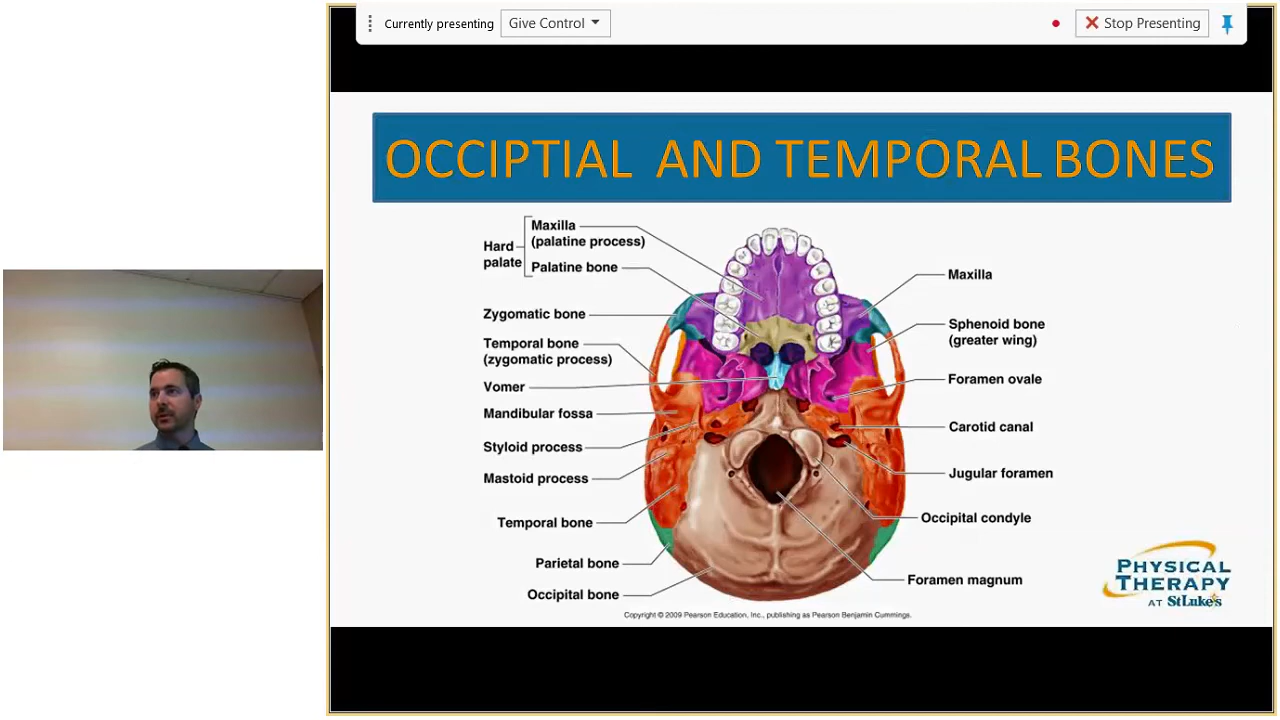 Currently presenting
Give Control
Stop Presenting
OCCIPTIAL AND TEMPORAL BONES
Hard
palate
Maxilla
(palatine process)
Palatine bone
Zygomatic bone
Temporal bone
(zygomatic process)
Vomer
Mandibular fossa
Styloid process
Mastoid process
Temporal bone
Parietal bone
Occipital bone
Maxilla
Sphenoid bone
(greater wing)
Foramen ovale
Carotid canal
Jugular foramen
Occipital condyle
Foramen magnum
PHYSICAL
THERAPY
AT StLuke's
Copyright © 2009 Pearson Education, Inc., publishing as Pearson Benjamin Cummings.